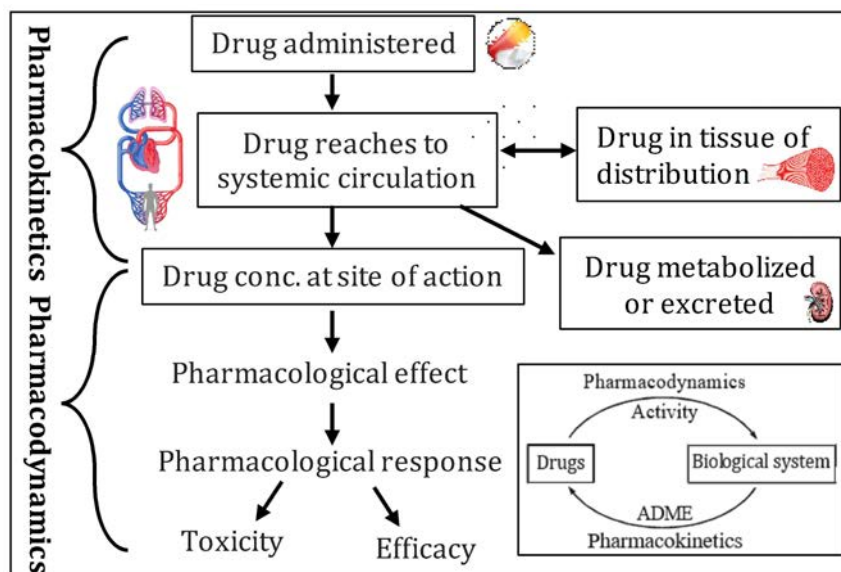 Pharmacokinetics
Pharmacodynamics
Drug administered
Drug reaches to
systemic circulation
Drug in tissue of
distribution
Drug conc. at site of action
Drug metabolized
or excreted
Pharmacological effect
Pharmacological response
Toxicity
Efficacy
Pharmacodynamics
Activity
Drugs
Biological system
ADME
Pharmacokinetics